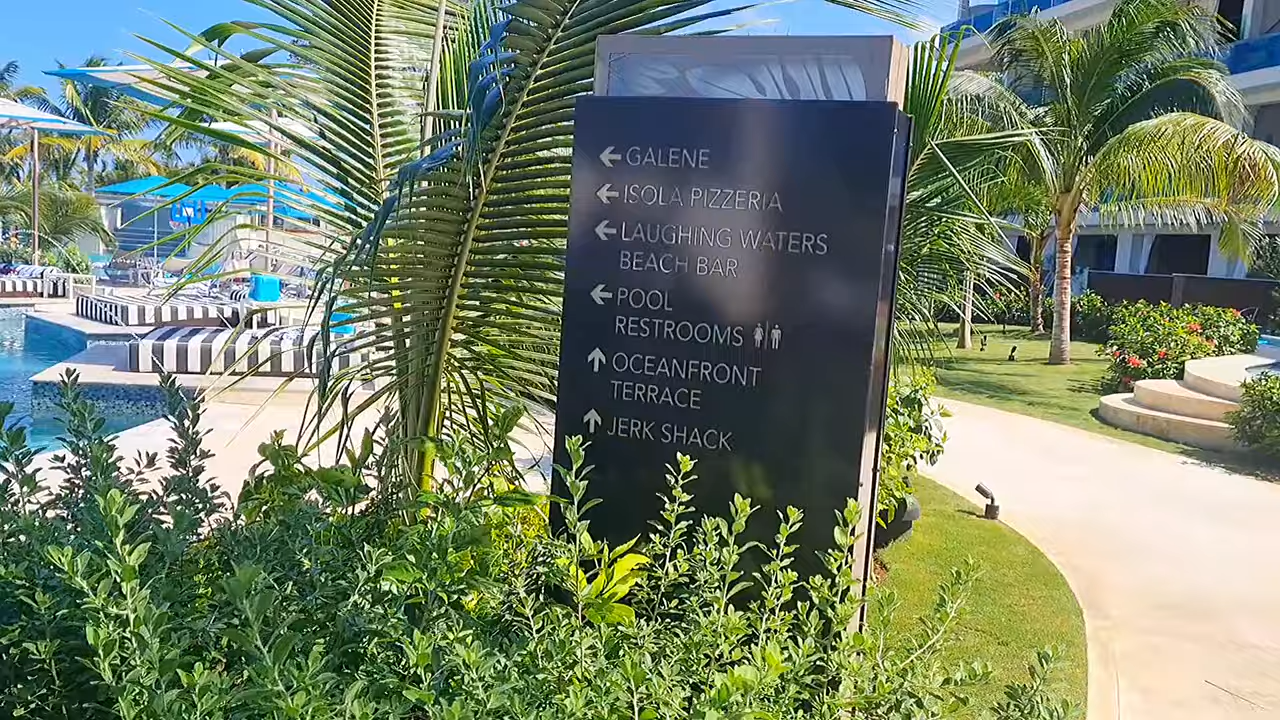 ← GALENE
← ISOLA PIZZERIA
← LAUGHING WATERS
BEACH BAR
← POOL
RESTROOMS
↑ OCEANFRONT
TERRACE
↑ JERK SHACK